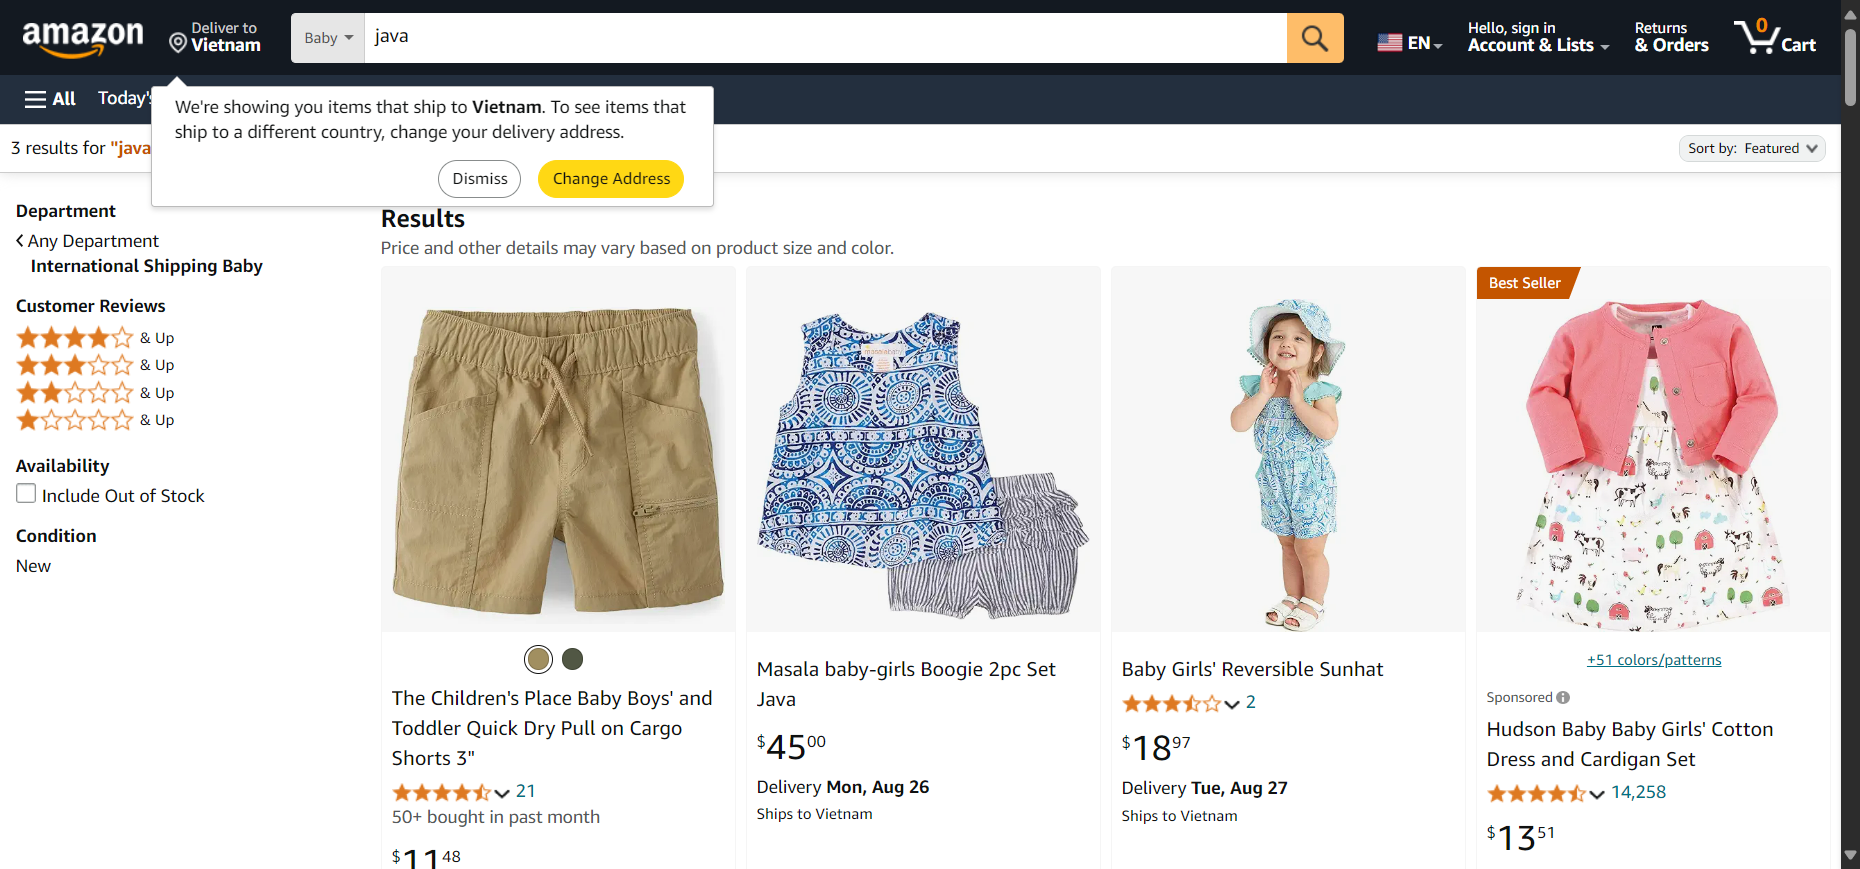 amazon
Deliver to
Vietnam
Baby
java
EN
Hello, sign in
Account & Lists
Returns
& Orders
0
Cart
All
Today's
We're showing you items that ship to Vietnam. To see items that
ship to a different country, change your delivery address.
Dismiss
Change Address
3 results for "java
Sort by: Featured
Department
Any Department
International Shipping Baby
Customer Reviews
& Up
& Up
& Up
& Up
Availability
Include Out of Stock
Condition
New
Results
Price and other details may vary based on product size and color.
The Children's Place Baby Boys' and
Toddler Quick Dry Pull on Cargo
Shorts 3"
21
50+ bought in past month
$11 48
masalababy
Masala baby-girls Boogie 2pc Set
Java
$45 00
Delivery Mon, Aug 26
Ships to Vietnam
Baby Girls' Reversible Sunhat
2
$18 97
Delivery Tue, Aug 27
Ships to Vietnam
Best Seller
+51 colors/patterns
Sponsored
Hudson Baby Baby Girls' Cotton
Dress and Cardigan Set
14,258
$13 51